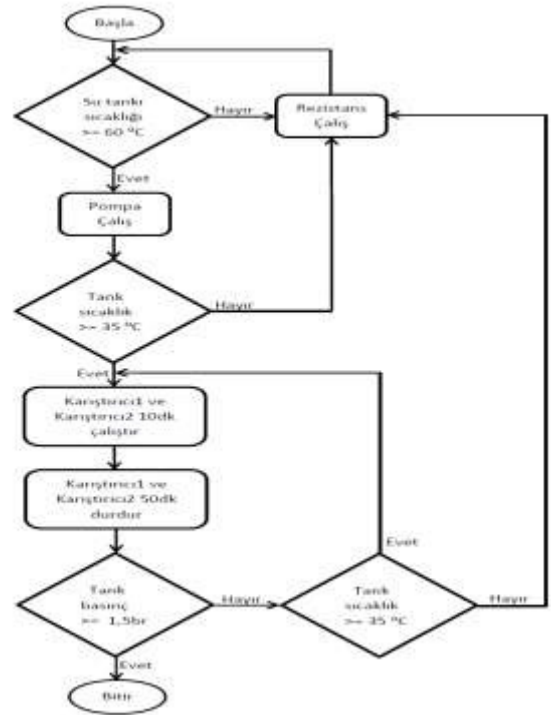 Başla
Su tankı
sıcaklığı
>= 60 °C
Hayır
Rezistans
Çalış
Evet
Pompa
Çalış
Tank
sıcaklık
>= 35 °C
Hayır
Evet
Karıştırıcı1 ve
Karıştırıcı2 10dk
çalıştır
Karıştırıcı1 ve
Karıştırıcı2 50dk
durdur
Evet
Tank
basınç
>= 1,5br
Hayır
Tank
sıcaklık
>= 35 °C
Hayır
Evet
Bitir